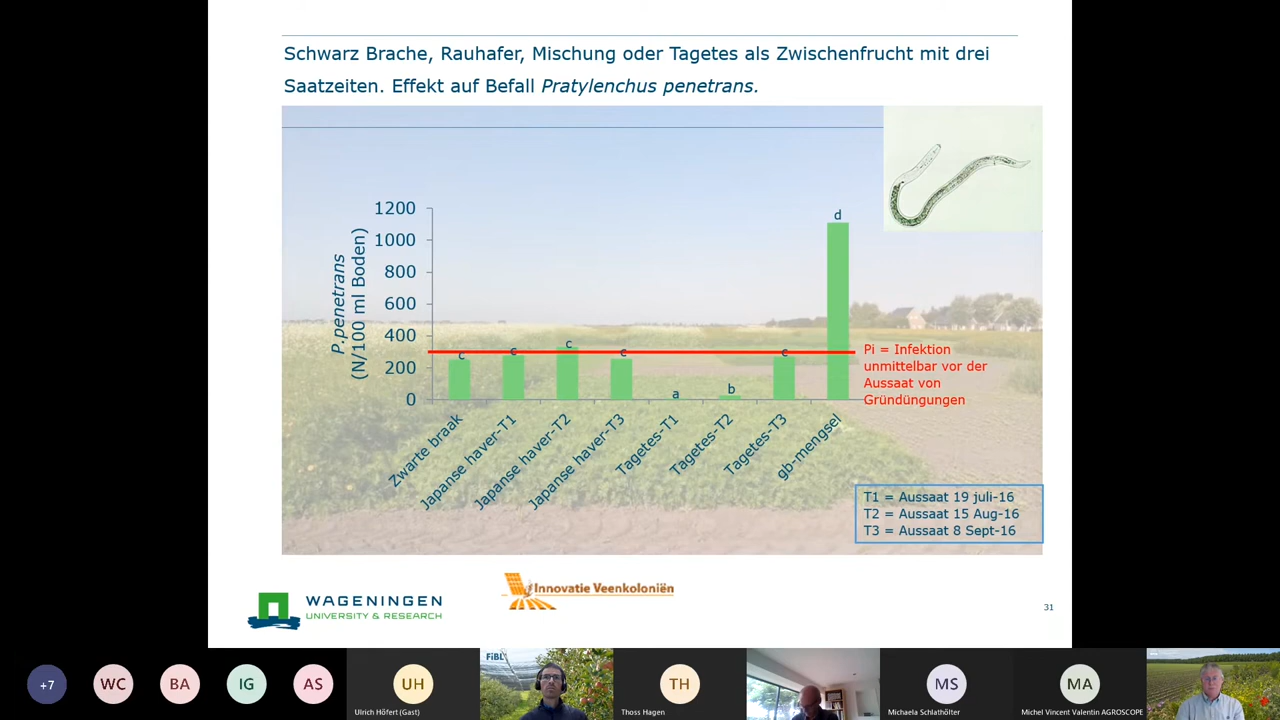 Schwarz Brache, Rauhafer, Mischung oder Tagetes als Zwischenfrucht mit drei
Saatzeiten. Effekt auf Befall Pratylenchus penetrans.
P.penetrans
(N/100 ml Boden)
1200
1000
800
600
400
200
0
c
c
c
c
a
b
c
d
Zwarte braak
Japanse haver-T1
Japanse haver-T2
Japanse haver-T3
Tagetes-T1
Tagetes-T2
Tagetes-T3
gb-mengsel
Pi = Infektion
unmittelbar vor der
Aussaat von
Gründüngungen
T1 = Aussaat 19 juli-16
T2 = Aussaat 15 Aug-16
T3 = Aussaat 8 Sept-16
WAGENINGEN
UNIVERSITY & RESEARCH
Innovatie Veenkoloniën
31
+7
WC
BA
IG
AS
UH
Ulrich Höfert (Gast)
FiBL
TH
Thoss Hagen
MS
Michaela Schlathölter
MA
Michel Vincent Valentin AGROSCOPE